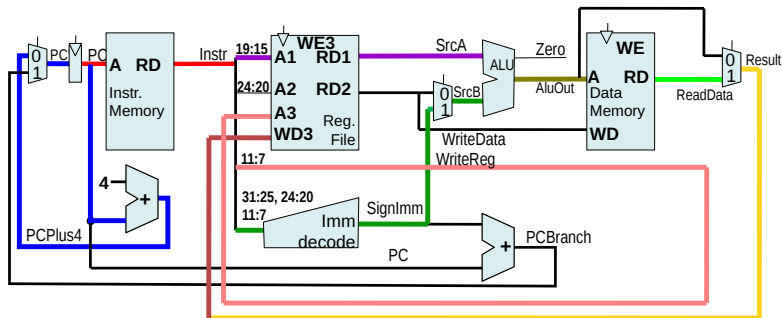 0
1
PC
PC
A RD
Instr.
Memory
Instr
19:15
24:20
WE3
A1 RD1
A2 RD2
A3
WD3
Reg.
File
SrcA
0
1
SrcB
ALU
Zero
AluOut
WriteData
WriteReg
WE
A RD
Data
Memory
WD
ReadData
0
1
Result
11:7
4
+
PCPlus4
31:25, 24:20
11:7
Imm
decode
SignImm
PC
+
PCBranch